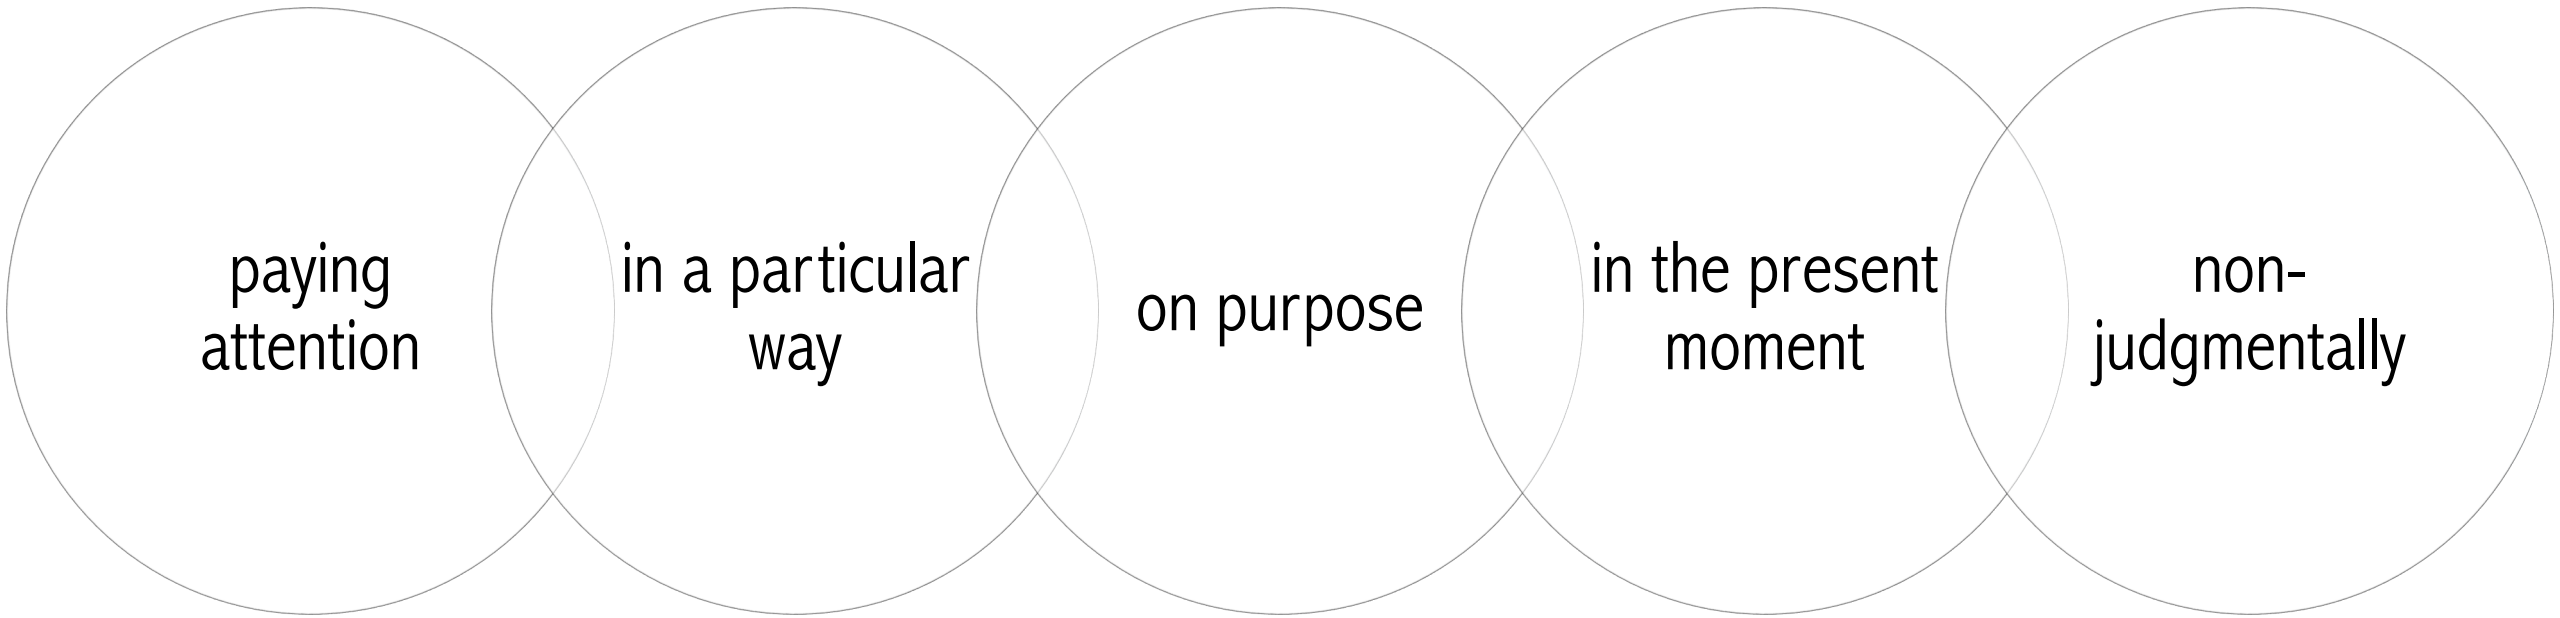 paying
attention
in a particular
way
on purpose
in the present
moment
non-
judgmentally